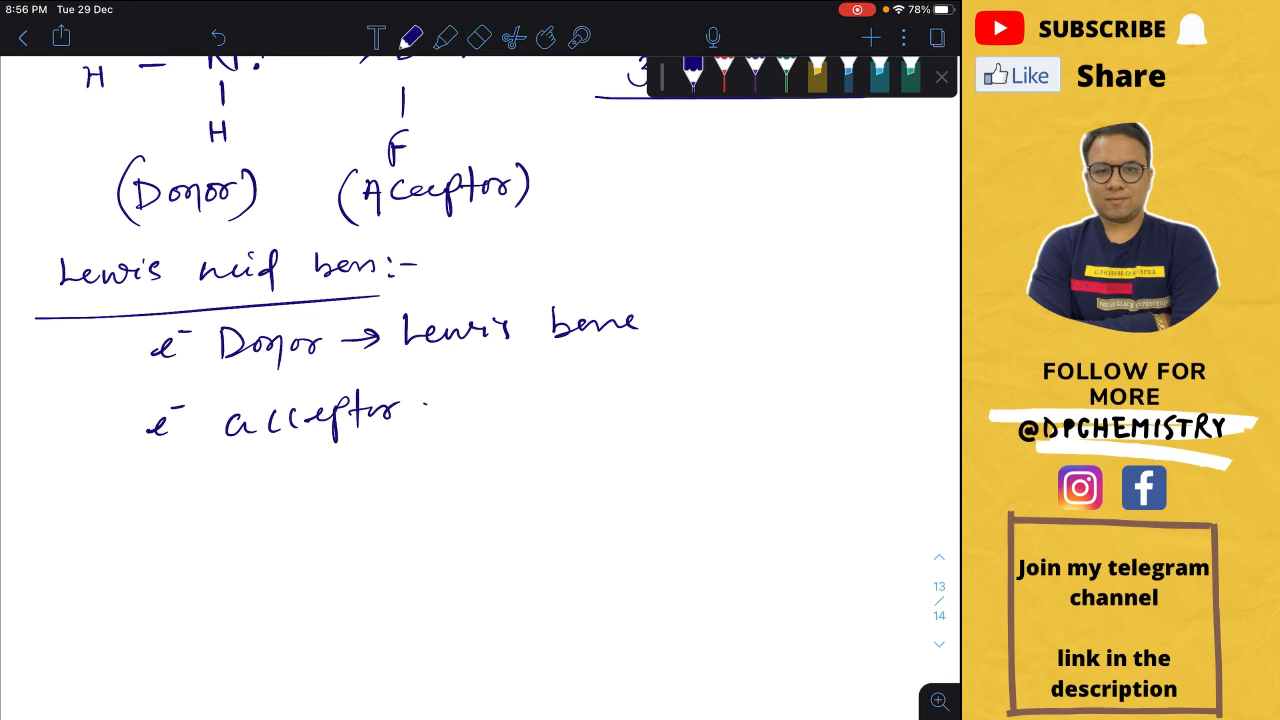 8:56 PM Tue 29 Dec
78%
H – N:
H
F
(Donor) (Acceptor)
Lewis acid base:-
e⁻ Donor → Lewis base
e⁻ acceptor
13
/
14
SUBSCRIBE
Like Share
FOLLOW FOR
MORE
@DPCHEMISTRY
Join my telegram
channel
link in the
description